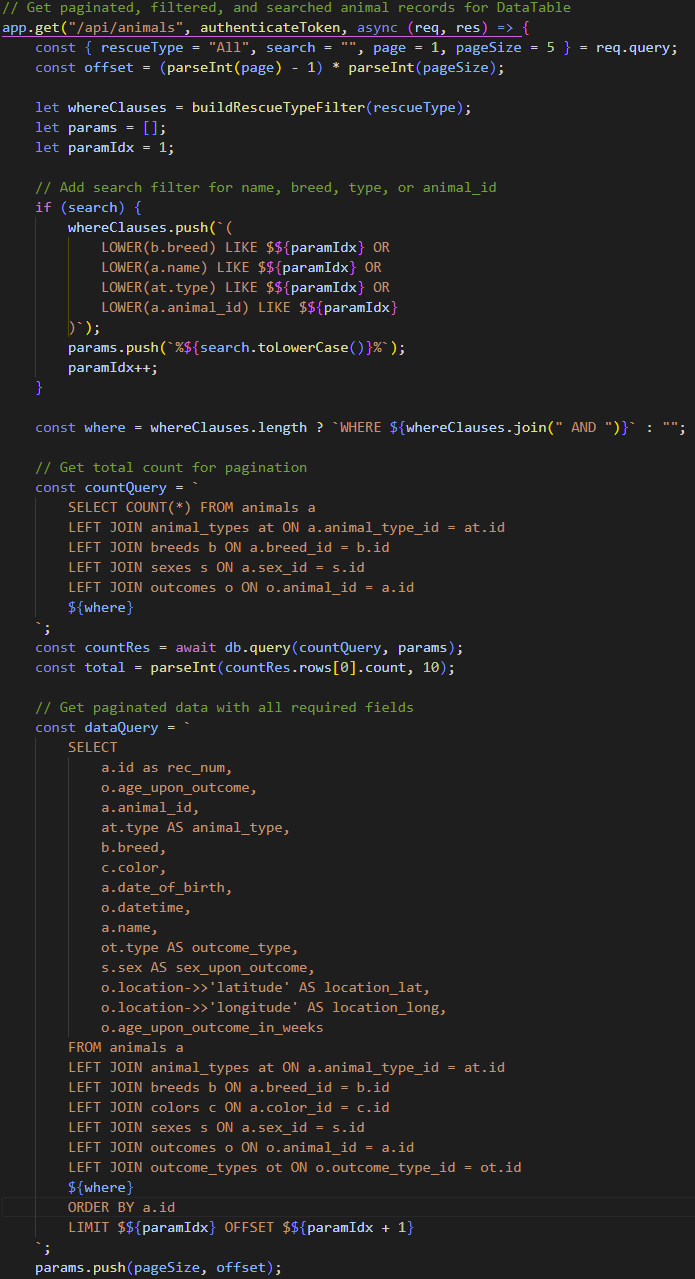 // Get paginated, filtered, and searched animal records for DataTable
app.get("/api/animals", authenticateToken, async (req, res) => {
    const { rescueType = "All", search = "", page = 1, pageSize = 5 } = req.query;
    const offset = (parseInt(page) - 1) * parseInt(pageSize);

    let whereClauses = buildRescueTypeFilter(rescueType);
    let params = [];
    let paramIdx = 1;

    // Add search filter for name, breed, type, or animal_id
    if (search) {
        whereClauses.push(`(
            LOWER(b.breed) LIKE $${paramIdx} OR
            LOWER(a.name) LIKE $${paramIdx} OR
            LOWER(at.type) LIKE $${paramIdx} OR
            LOWER(a.animal_id) LIKE $${paramIdx}
        )`);
        params.push(`%${search.toLowerCase()}%`);
        paramIdx++;
    }

    const where = whereClauses.length ? `WHERE ${whereClauses.join(" AND ")}` : "";

    // Get total count for pagination
    const countQuery = `
        SELECT COUNT(*) FROM animals a
        LEFT JOIN animal_types at ON a.animal_type_id = at.id
        LEFT JOIN breeds b ON a.breed_id = b.id
        LEFT JOIN sexes s ON a.sex_id = s.id
        LEFT JOIN outcomes o ON o.animal_id = a.id
        ${where}
    `;
    const countRes = await db.query(countQuery, params);
    const total = parseInt(countRes.rows[0].count, 10);

    // Get paginated data with all required fields
    const dataQuery = `
        SELECT
            a.id as rec_num,
            o.age_upon_outcome,
            a.animal_id,
            at.type AS animal_type,
            b.breed,
            c.color,
            a.date_of_birth,
            o.datetime,
            a.name,
            ot.type AS outcome_type,
            s.sex AS sex_upon_outcome,
            o.location->>'latitude' AS location_lat,
            o.location->>'longitude' AS location_long,
            o.age_upon_outcome_in_weeks
        FROM animals a
        LEFT JOIN animal_types at ON a.animal_type_id = at.id
        LEFT JOIN breeds b ON a.breed_id = b.id
        LEFT JOIN colors c ON a.color_id = c.id
        LEFT JOIN sexes s ON a.sex_id = s.id
        LEFT JOIN outcomes o ON o.animal_id = a.id
        LEFT JOIN outcome_types ot ON o.outcome_type_id = ot.id
        ${where}
        ORDER BY a.id
        LIMIT $${paramIdx} OFFSET $${paramIdx + 1}
    `;
    params.push(pageSize, offset);